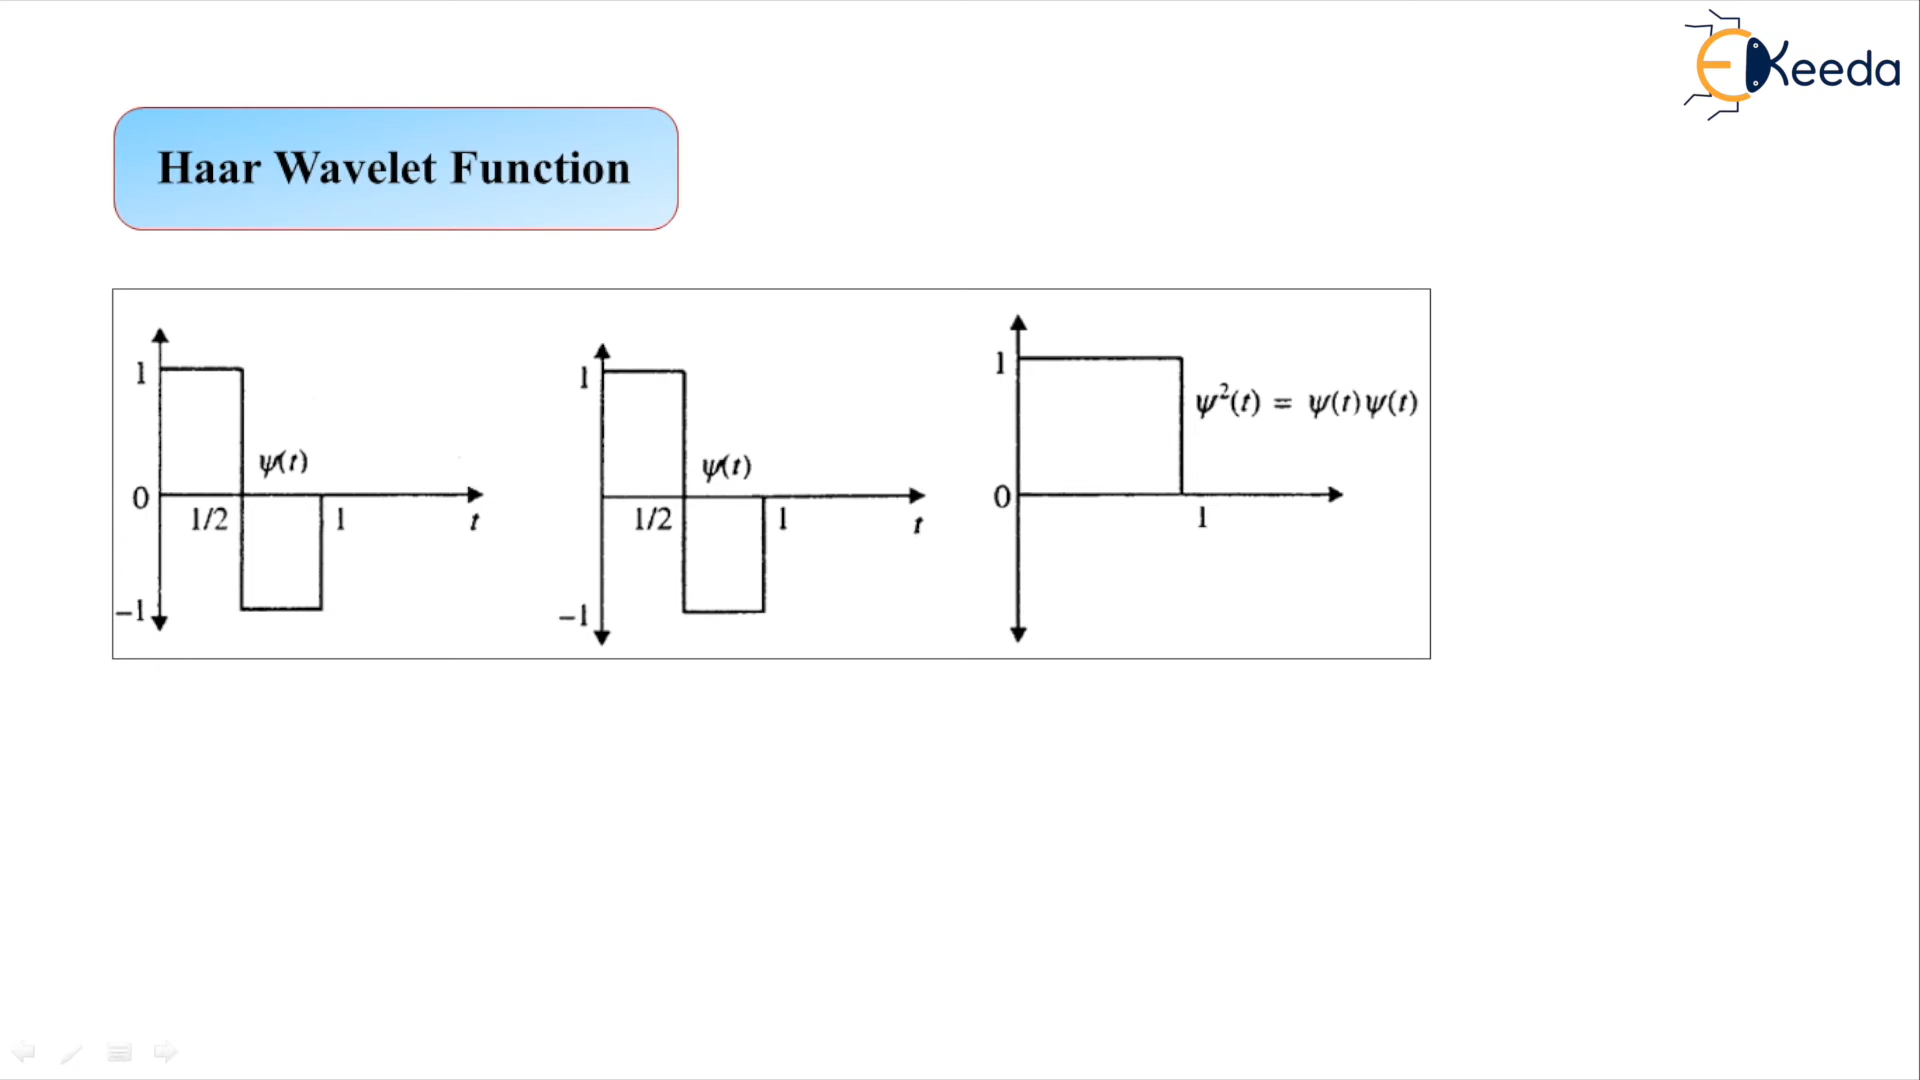 EKeeda
Haar Wavelet Function
1
ψ(t)
0
1/2
1
t
−1
1
ψ(t)
1/2
1
t
−1
1
ψ²(t) = ψ(t)ψ(t)
0
1